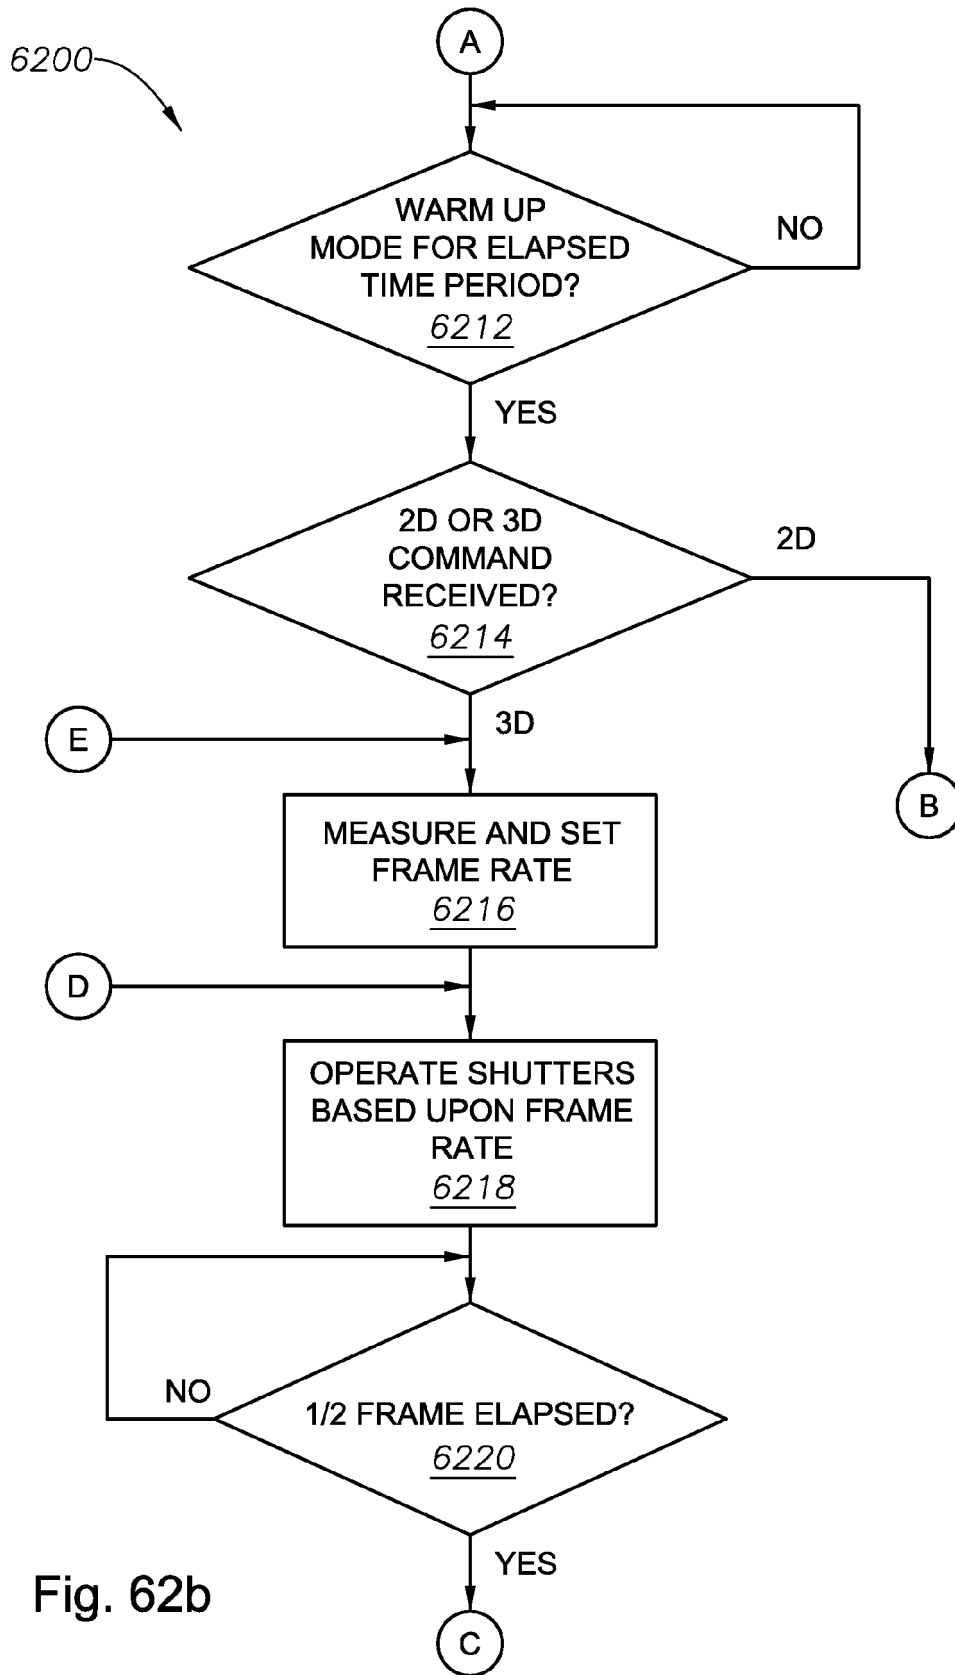 A
6200
WARM UP
MODE FOR ELAPSED
TIME PERIOD?
6212
NO
YES
2D OR 3D
COMMAND
RECEIVED?
6214
2D
3D
E
B
MEASURE AND SET
FRAME RATE
6216
D
OPERATE SHUTTERS
BASED UPON FRAME
RATE
6218
NO
1/2 FRAME ELAPSED?
6220
YES
Fig. 62b
C